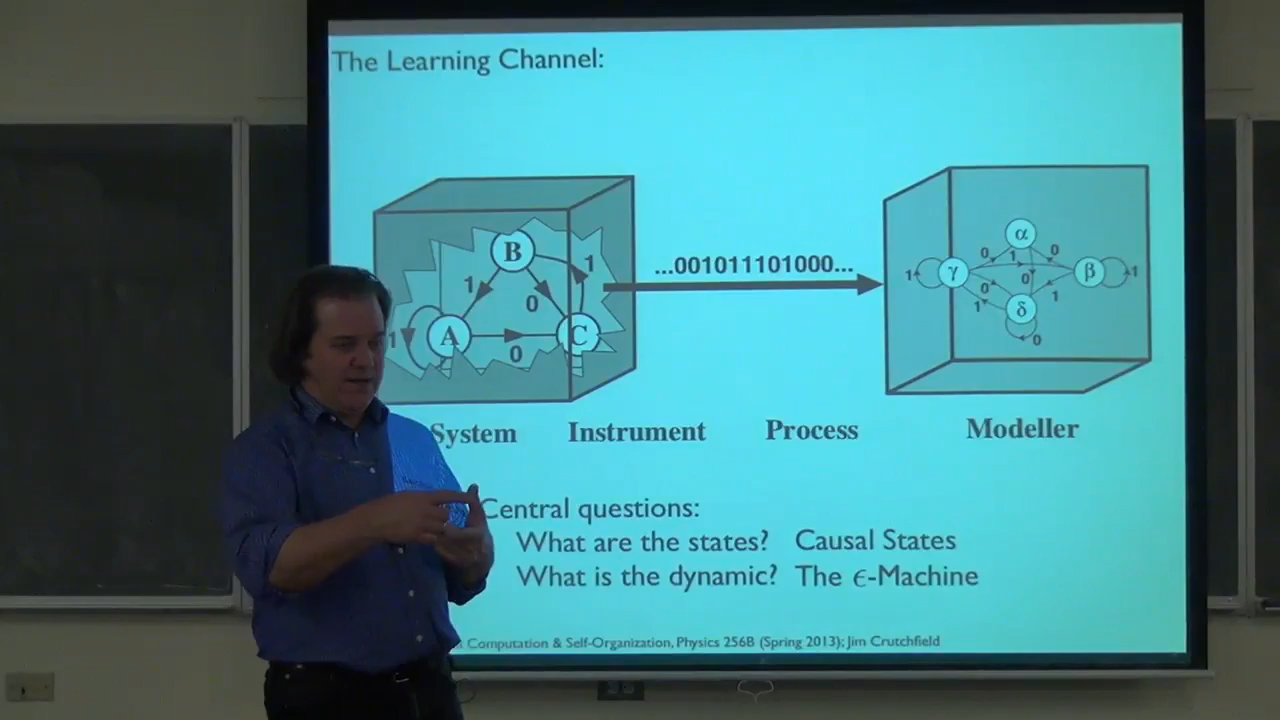 The Learning Channel:
B
1
1
0
...001011101000...
A
C
1
0
α
0
0
1
1
γ
β
1
0
0
1
1
δ
0
System Instrument Process Modeller
Central questions:
What are the states? Causal States
What is the dynamic? The ϵ-Machine
Computation & Self-Organization, Physics 256B (Spring 2013); Jim Crutchfield